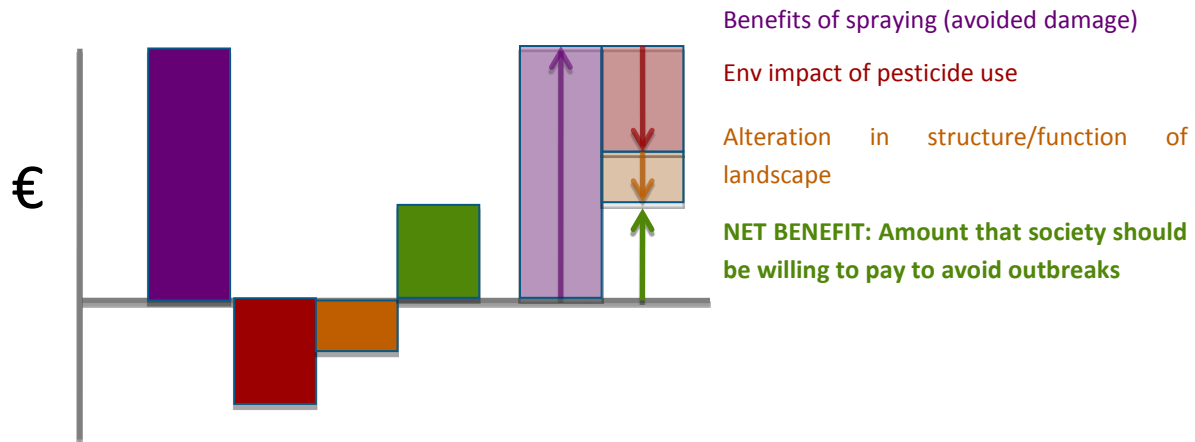 Benefits of spraying (avoided damage)
Env impact of pesticide use
Alteration in structure/function of
landscape
€
NET BENEFIT: Amount that society should
be willing to pay to avoid outbreaks